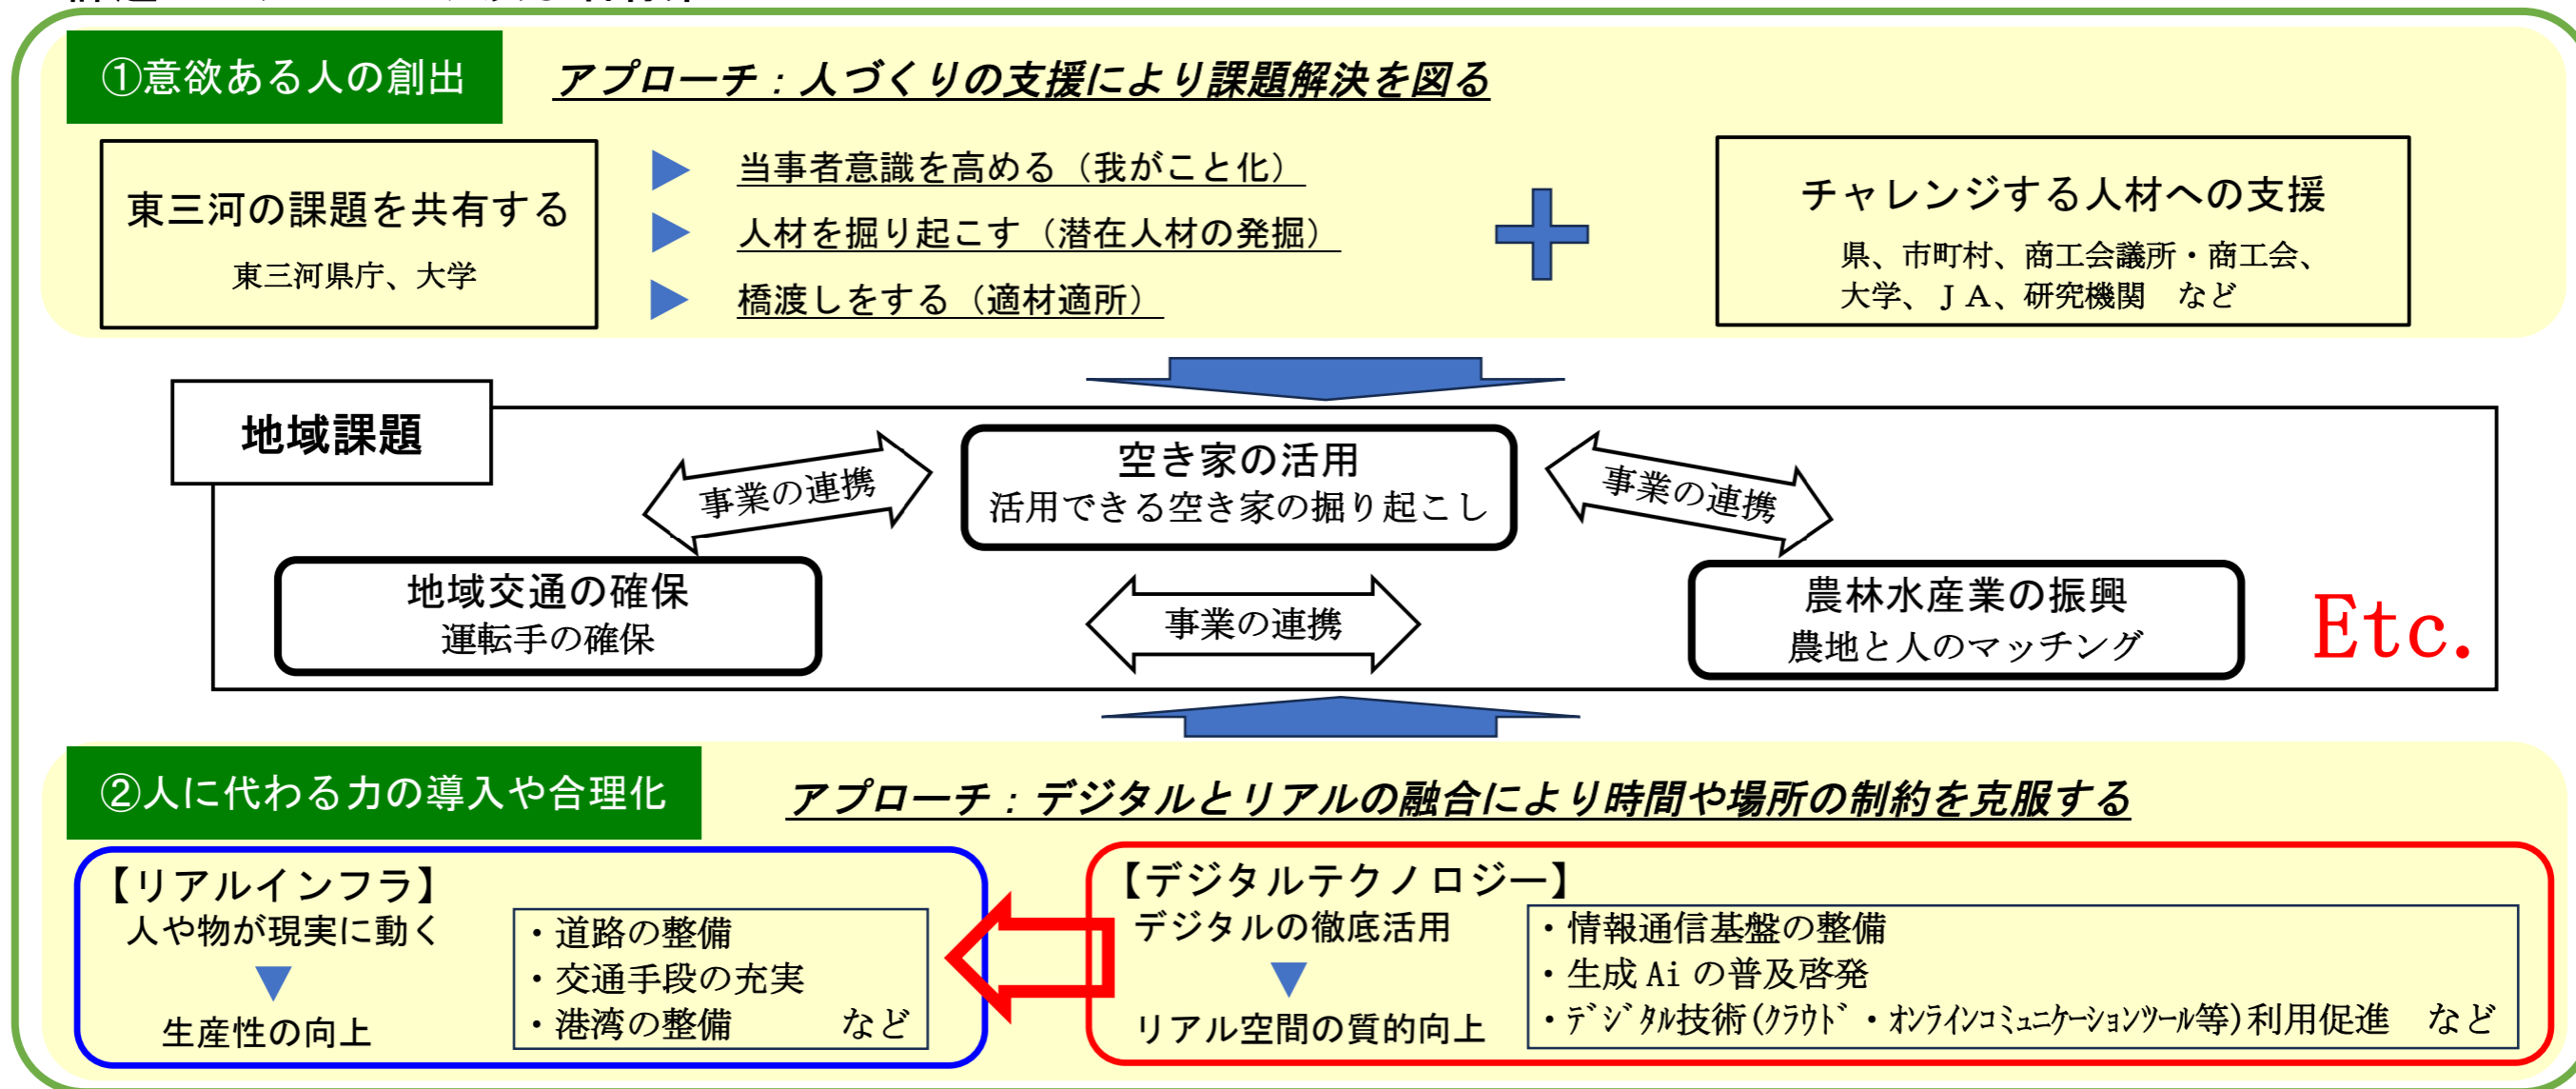 ①意欲ある人の創出
アプローチ：人づくりの支援により課題解決を図る
東三河の課題を共有する
東三河県庁、大学
当事者意識を高める（我がこと化）
人材を掘り起こす（潜在人材の発掘）
橋渡しをする（適材適所）
チャレンジする人材への支援
県、市町村、商工会議所・商工会、
大学、ＪＡ、研究機関　など
地域課題
事業の連携
空き家の活用
活用できる空き家の掘り起こし
事業の連携
地域交通の確保
運転手の確保
事業の連携
農林水産業の振興
農地と人のマッチング
Etc.
②人に代わる力の導入や合理化
アプローチ：デジタルとリアルの融合により時間や場所の制約を克服する
【リアルインフラ】
人や物が現実に動く
生産性の向上
・道路の整備
・交通手段の充実
・港湾の整備　　　など
【デジタルテクノロジー】
デジタルの徹底活用
リアル空間の質的向上
・情報通信基盤の整備
・生成 Ai の普及啓発
・ﾃﾞｼﾞﾀﾙ技術(ｸﾗｳﾄﾞ・ｵﾝﾗｲﾝｺﾐｭﾆｹｰｼｮﾝﾂｰﾙ等)利用促進　など